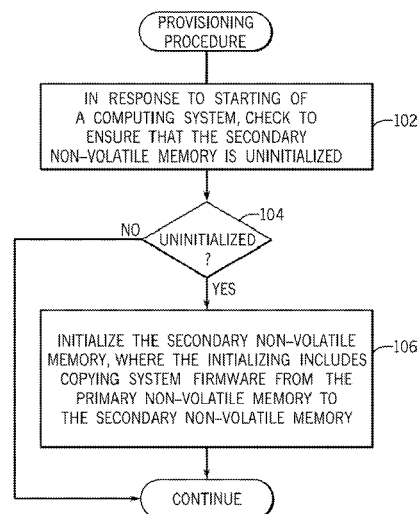 PROVISIONING
PROCEDURE
IN RESPONSE TO STARTING OF
A COMPUTING SYSTEM, CHECK TO
ENSURE THAT THE SECONDARY
NON-VOLATILE MEMORY IS UNINITIALIZED
102
104
NO
UNINITIALIZED
?
YES
INITIALIZE THE SECONDARY NON-VOLATILE
MEMORY, WHERE THE INITIALIZING INCLUDES
COPYING SYSTEM FIRMWARE FROM THE
PRIMARY NON-VOLATILE MEMORY TO
THE SECONDARY NON-VOLATILE MEMORY
106
CONTINUE